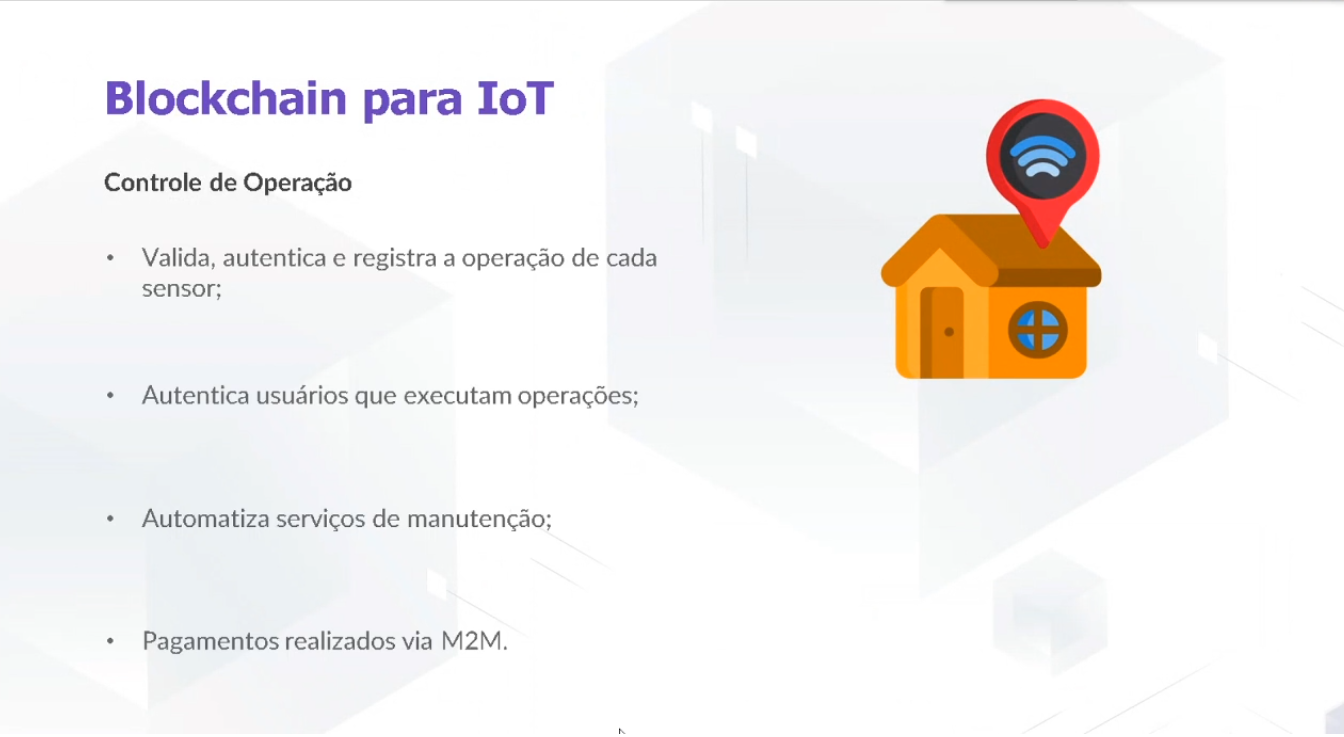 Blockchain para IoT
Controle de Operação
• Valida, autentica e registra a operação de cada
sensor;
• Autentica usuários que executam operações;
• Automatiza serviços de manutenção;
• Pagamentos realizados via M2M.